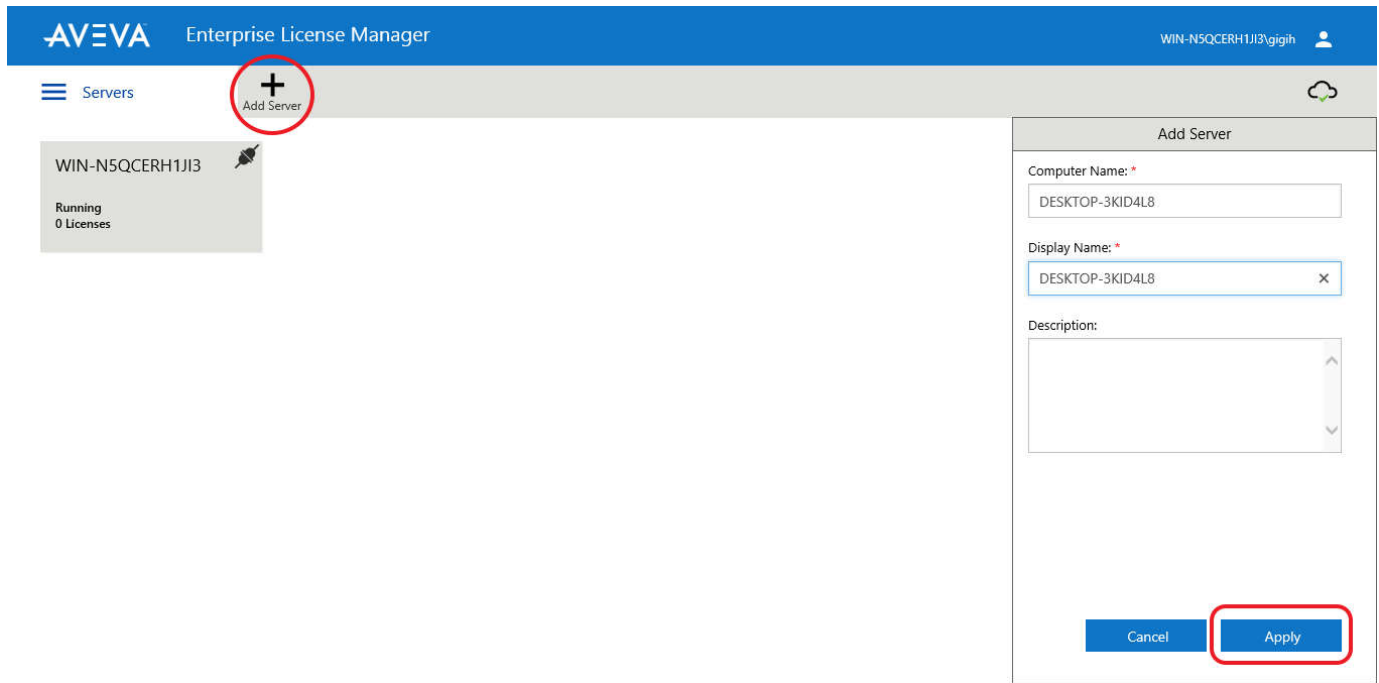 AVEVA
Enterprise License Manager
WIN-N5QCERH1JI3\gigih
Servers
Add Server
WIN-N5QCERH1JI3
Running
0 Licenses
Add Server
Computer Name: *
DESKTOP-3KID4L8
Display Name: *
DESKTOP-3KID4L8
Description:
Cancel
Apply